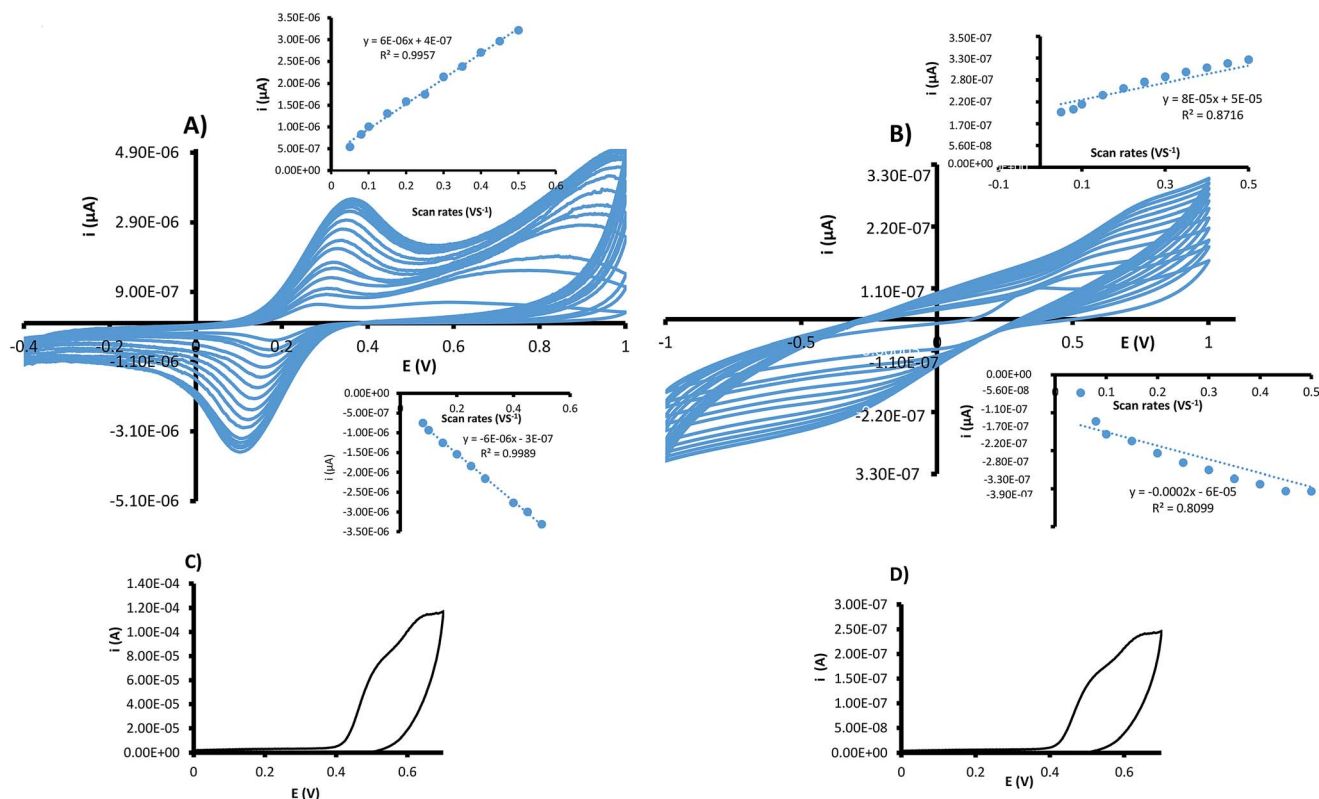 A)
3.50E-06
3.00E-06
2.50E-06
2.00E-06
1.50E-06
1.00E-06
5.00E-07
0.00E+00
i (µA)
y = 6E-06x + 4E-07
R² = 0.9957
0 0.1 0.2 0.3 0.4 0.5 0.6
Scan rates (VS⁻¹)
4.90E-06
2.90E-06
9.00E-07
-1.10E-06
-3.10E-06
-5.10E-06
i (µA)
-0.4 -0.2 0 0.2 0.4 0.6 0.8 1
E (V)
0.00E+00
-5.00E-07
-1.00E-06
-1.50E-06
-2.00E-06
-2.50E-06
-3.00E-06
-3.50E-06
i (µA)
0 0.2 0.4 0.6
Scan rates (VS⁻¹)
y = -6E-06x - 3E-07
R² = 0.9989
B)
3.50E-07
3.30E-07
2.80E-07
2.20E-07
1.70E-07
5.60E-08
0.00E+00
i (µA)
y = 8E-05x + 5E-05
R² = 0.8716
Scan rates (VS⁻¹)
-0.1 0.1 0.3 0.5
3.30E-07
2.20E-07
1.10E-07
-1.10E-07
-2.20E-07
3.30E-07
i (µA)
-1 -0.5 0 0.5 1
E (V)
0.00E+00
-5.60E-08
-1.10E-07
-1.70E-07
-2.20E-07
-2.80E-07
-3.30E-07
-3.90E-07
i (µA)
0 0.1 0.2 0.3 0.4 0.5
Scan rates (VS⁻¹)
y = -0.0002x - 6E-05
R² = 0.8099
C)
1.40E-04
1.20E-04
1.00E-04
8.00E-05
6.00E-05
4.00E-05
2.00E-05
0.00E+00
i (A)
0 0.2 0.4 0.6
E (V)
D)
3.00E-07
2.50E-07
2.00E-07
1.50E-07
1.00E-07
5.00E-08
0.00E+00
i (A)
0 0.2 0.4 0.6
E (V)